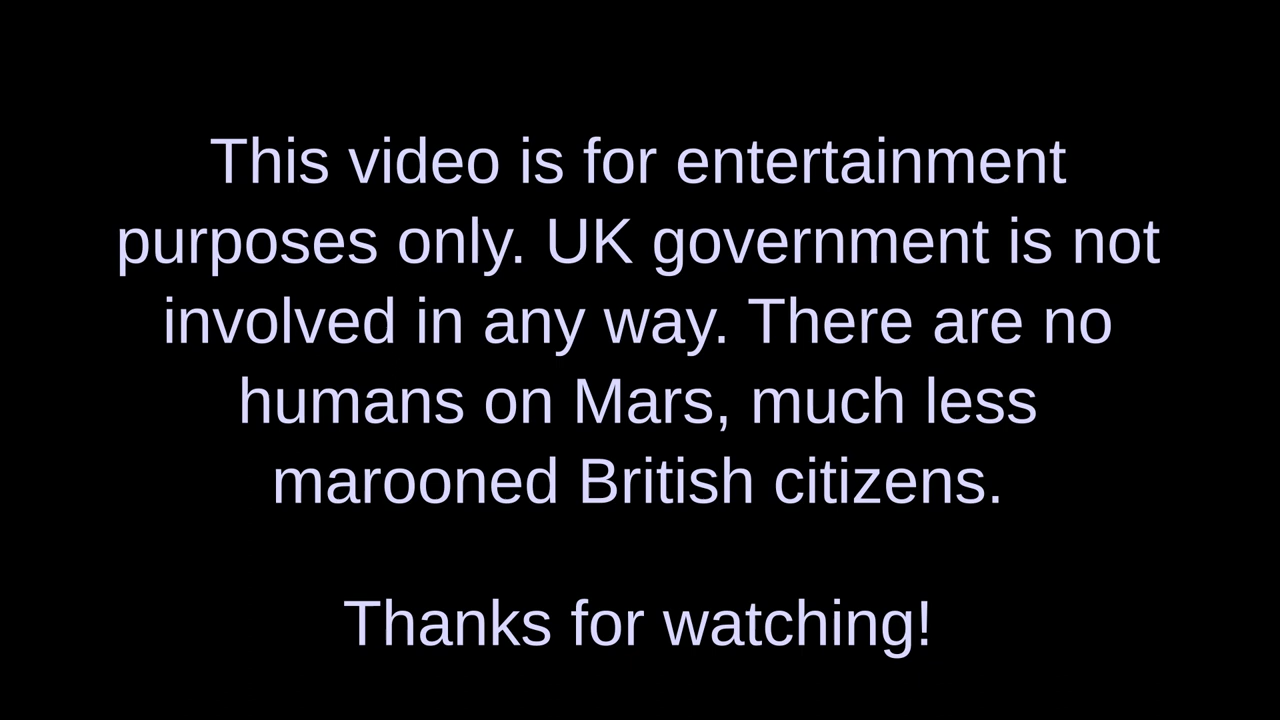 This video is for entertainment
purposes only. UK government is not
involved in any way. There are no
humans on Mars, much less
marooned British citizens.
Thanks for watching!